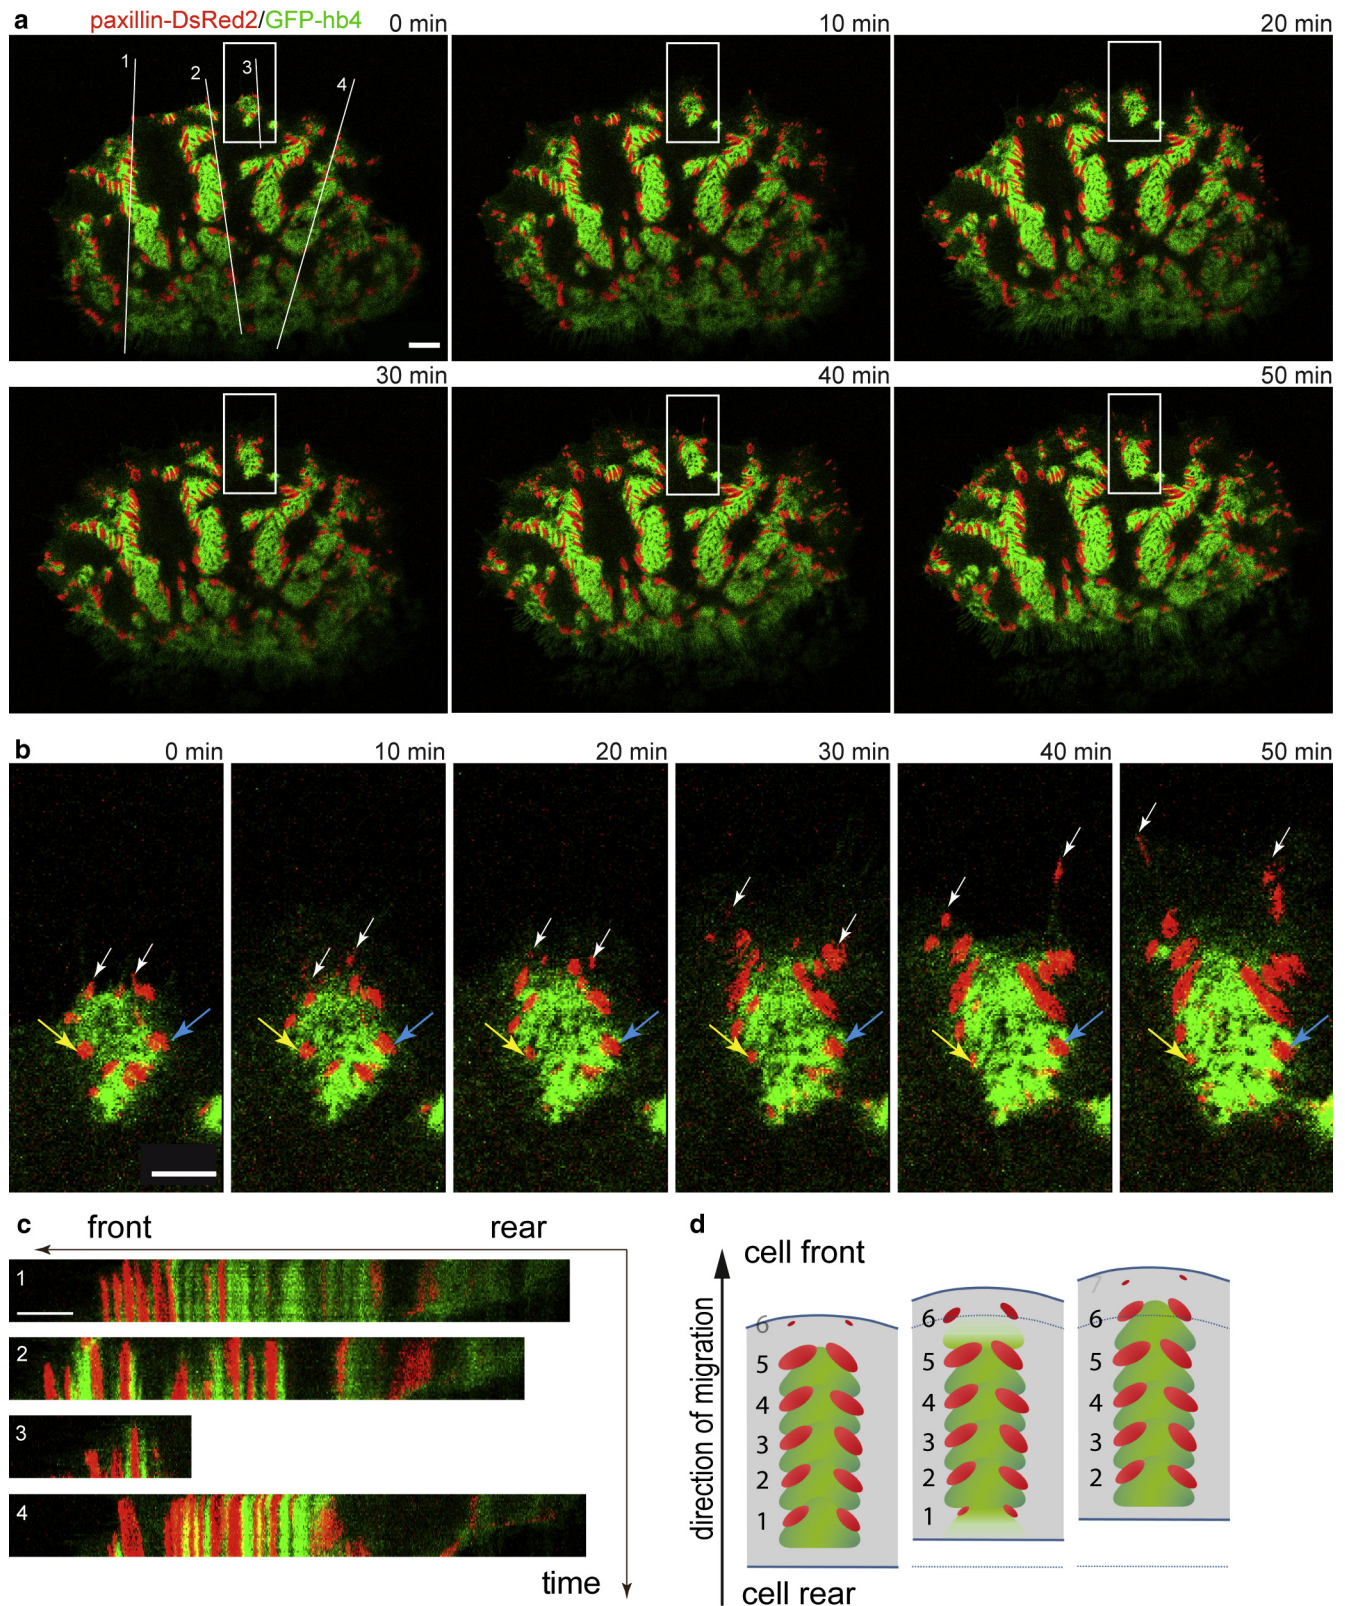 a paxillin-DsRed2/GFP-hb4 0 min 10 min 20 min
1 2 3 4
30 min 40 min 50 min
b 0 min 10 min 20 min 30 min 40 min 50 min
c front rear
1
2
3
4
time
d cell front
direction of migration
6 5 4 3 2 1
6 5 4 3 2 1
7 6 5 4 3 2
cell rear